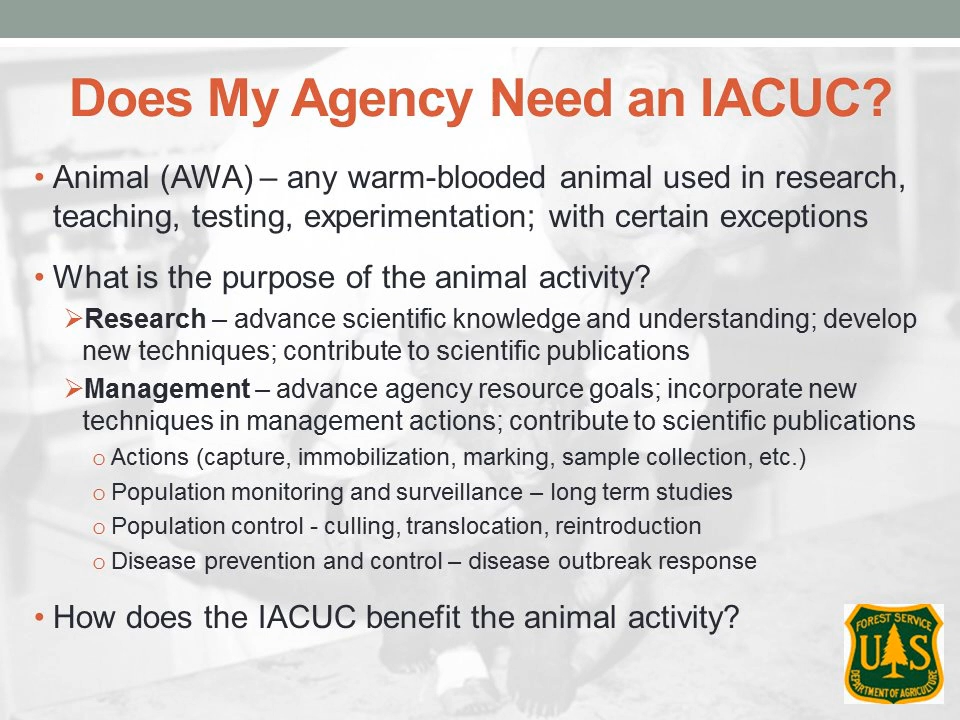 Does My Agency Need an IACUC?
• Animal (AWA) – any warm-blooded animal used in research,
teaching, testing, experimentation; with certain exceptions
• What is the purpose of the animal activity?
➢Research – advance scientific knowledge and understanding; develop
new techniques; contribute to scientific publications
➢Management – advance agency resource goals; incorporate new
techniques in management actions; contribute to scientific publications
o Actions (capture, immobilization, marking, sample collection, etc.)
o Population monitoring and surveillance – long term studies
o Population control - culling, translocation, reintroduction
o Disease prevention and control – disease outbreak response
• How does the IACUC benefit the animal activity?
FOREST SERVICE
U S
DEPARTMENT OF AGRICULTURE